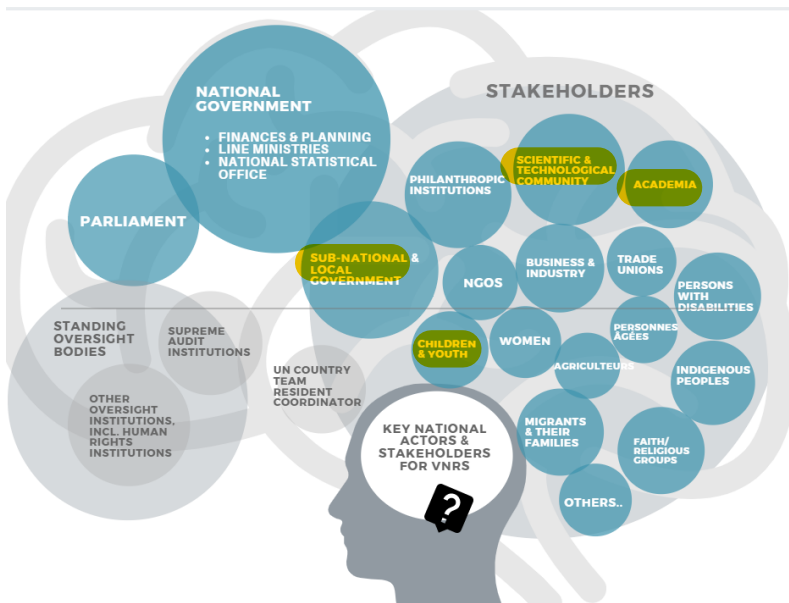 STAKEHOLDERS
NATIONAL
GOVERNMENT
• FINANCES & PLANNING
• LINE MINISTRIES
• NATIONAL STATISTICAL
OFFICE
PARLIAMENT
SUB-NATIONAL &
LOCAL
GOVERNMENT
PHILANTHROPIC
INSTITUTIONS
SCIENTIFIC &
TECHNOLOGICAL
COMMUNITY
ACADEMIA
NGOS
BUSINESS &
INDUSTRY
TRADE
UNIONS
PERSONS
WITH
DISABILITIES
CHILDREN
& YOUTH
WOMEN
PERSONNES
ÂGÉES
AGRICULTEURS
INDIGENOUS
PEOPLES
MIGRANTS
& THEIR
FAMILIES
FAITH/
RELIGIOUS
GROUPS
OTHERS..
STANDING
OVERSIGHT
BODIES
SUPREME
AUDIT
INSTITUTIONS
OTHER
OVERSIGHT
INSTITUTIONS,
INCL. HUMAN
RIGHTS
INSTITUTIONS
UN COUNTRY
TEAM
RESIDENT
COORDINATOR
KEY NATIONAL
ACTORS &
STAKEHOLDERS
FOR VNRS
?